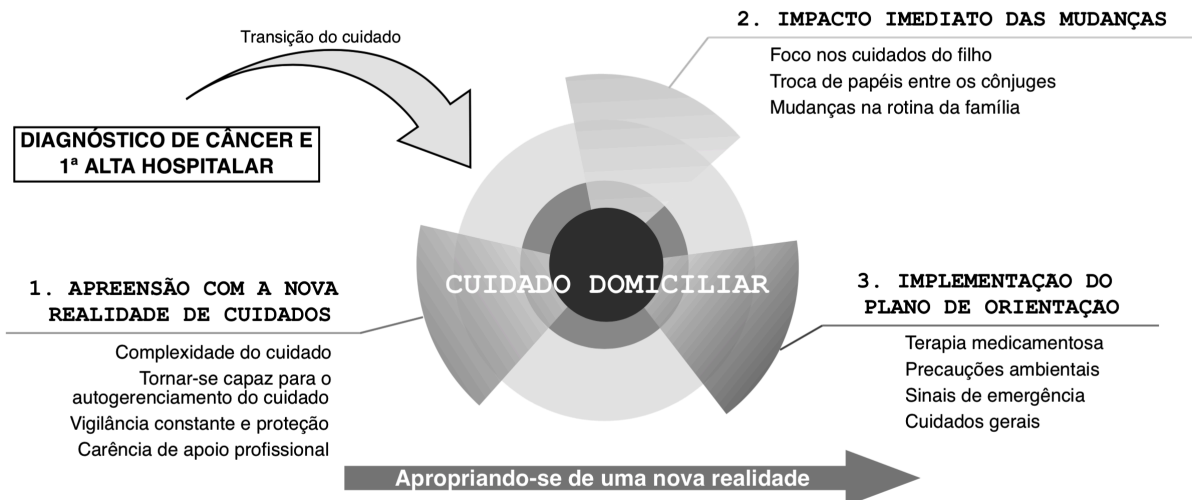 Transição do cuidado
DIAGNÓSTICO DE CÂNCER E
1ª ALTA HOSPITALAR
2. IMPACTO IMEDIATO DAS MUDANÇAS
Foco nos cuidados do filho
Troca de papéis entre os cônjuges
Mudanças na rotina da família
CUIDADO DOMICILIAR
1. APREENSÃO COM A NOVA
REALIDADE DE CUIDADOS
Complexidade do cuidado
Tornar-se capaz para o
autogerenciamento do cuidado
Vigilância constante e proteção
Carência de apoio profissional
3. IMPLEMENTAÇÃO DO
PLANO DE ORIENTAÇÃO
Terapia medicamentosa
Precauções ambientais
Sinais de emergência
Cuidados gerais
Apropriando-se de uma nova realidade